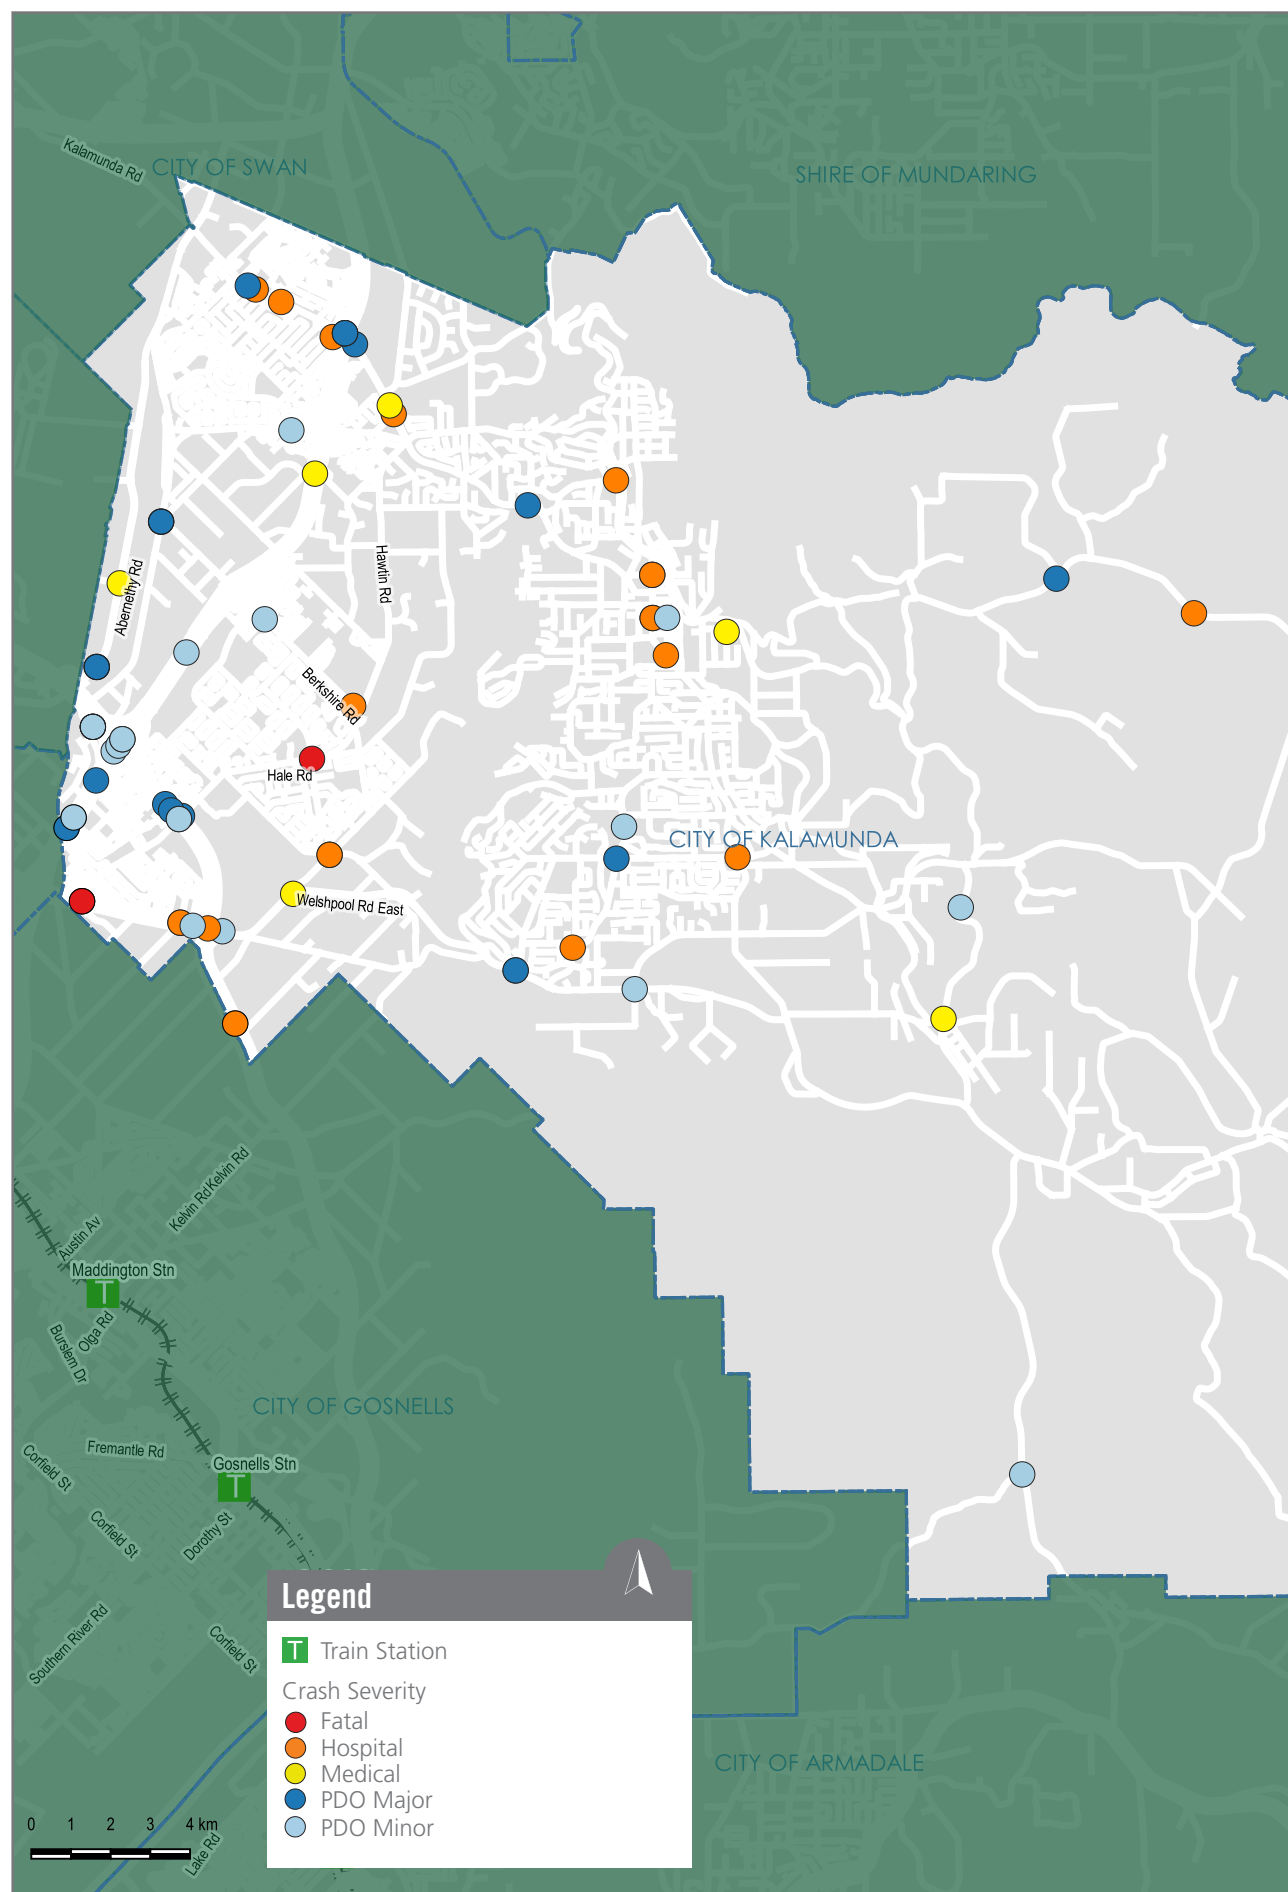 Kalamunda Rd
CITY OF SWAN
SHIRE OF MUNDARING
Hawtin Rd
Abernethy Rd
Berkshire Rd
Hale Rd
CITY OF KALAMUNDA
Welshpool Rd East
Kelvin Rd
Kelvin Rd
Austin Av
Maddington Stn
T
Olga Rd
Burslem Dr
CITY OF GOSNELLS
Fremantle Rd
Corfield St
Gosnells Stn
T
Corfield St
Dorothy St
Southern River Rd
Corfield St
Legend
T Train Station
Crash Severity
Fatal
Hospital
Medical
PDO Major
PDO Minor
CITY OF ARMADALE
0 1 2 3 4 km
Lake Rd